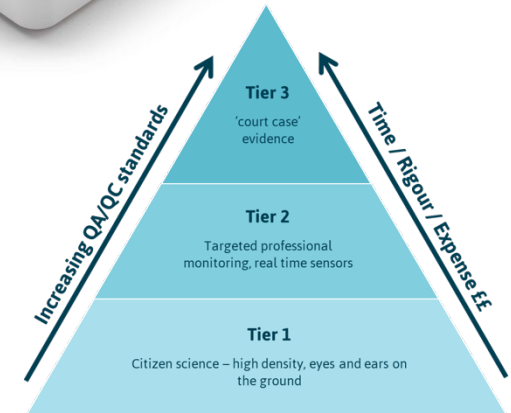 Increasing QA/QC standards
Time / Rigour / Expense ££
Tier 3
‘court case’
evidence
Tier 2
Targeted professional
monitoring, real time sensors
Tier 1
Citizen science – high density, eyes and ears on
the ground